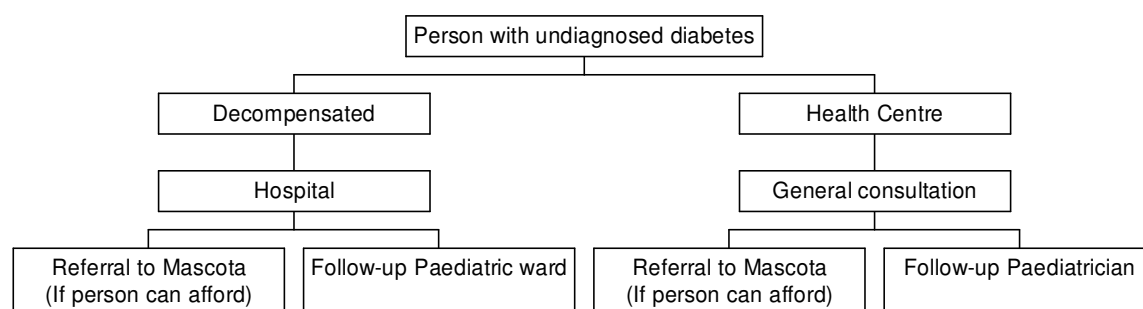 Person with undiagnosed diabetes
Decompensated
Health Centre
Hospital
General consultation
Referral to Mascota
(If person can afford)
Follow-up Paediatric ward
Referral to Mascota
(If person can afford)
Follow-up Paediatrician